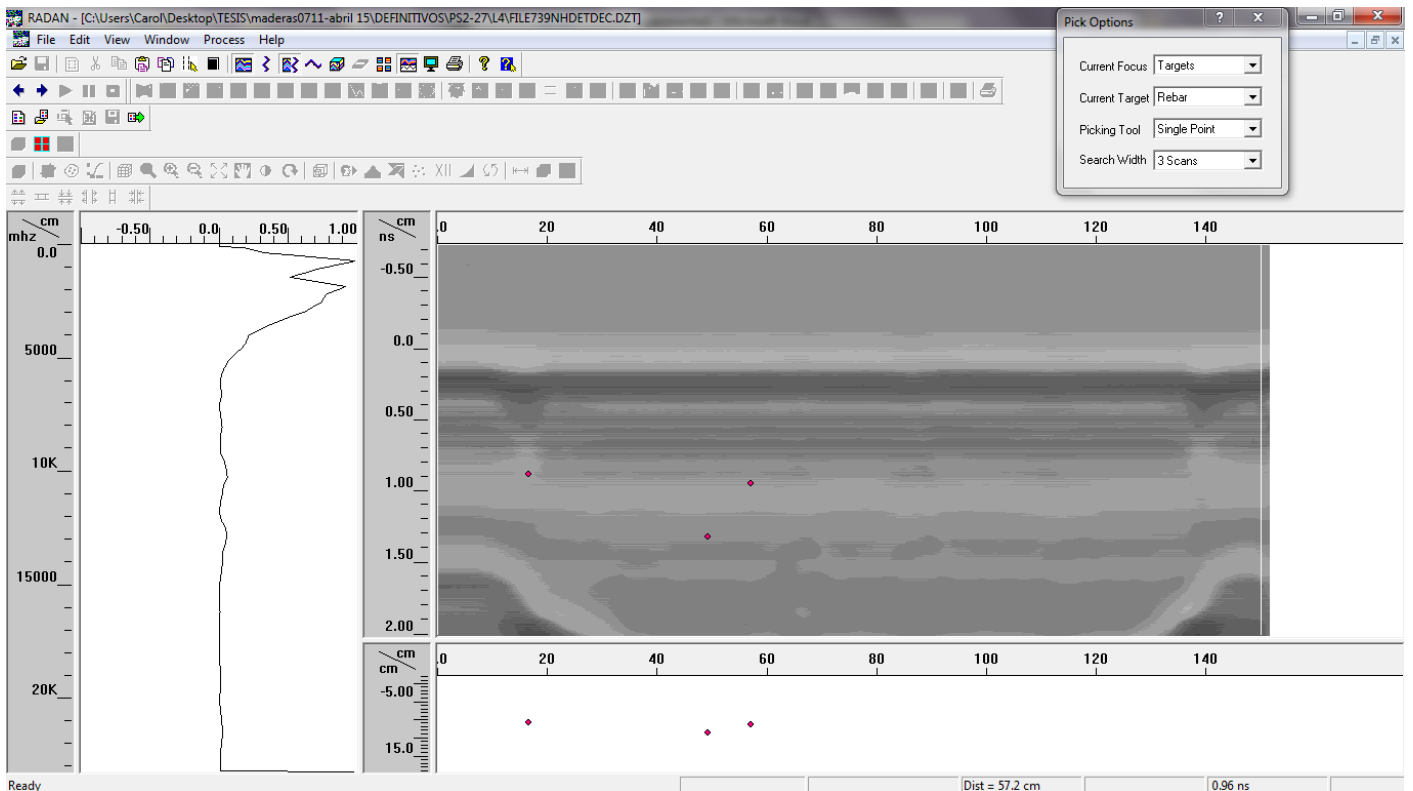 RADAN - [C:\Users\Carol\Desktop\TESIS\maderas0711-abril 15\DEFINITIVOS\PS2-27\L4\FILE739NHDETDEC.DZT]
File Edit View Window Process Help
Pick Options
Current Focus Targets
Current Target Rebar
Picking Tool Single Point
Search Width 3 Scans
XII
cm
mhz
-0.50 0.0 0.50 1.00
cm
ns
.0 20 40 60 80 100 120 140
0.0
5000
10K
15000
20K
-0.50
0.0
0.50
1.00
1.50
2.00
cm
cm
.0 20 40 60 80 100 120 140
-5.00
15.0
Ready
Dist = 57.2 cm
0.96 ns